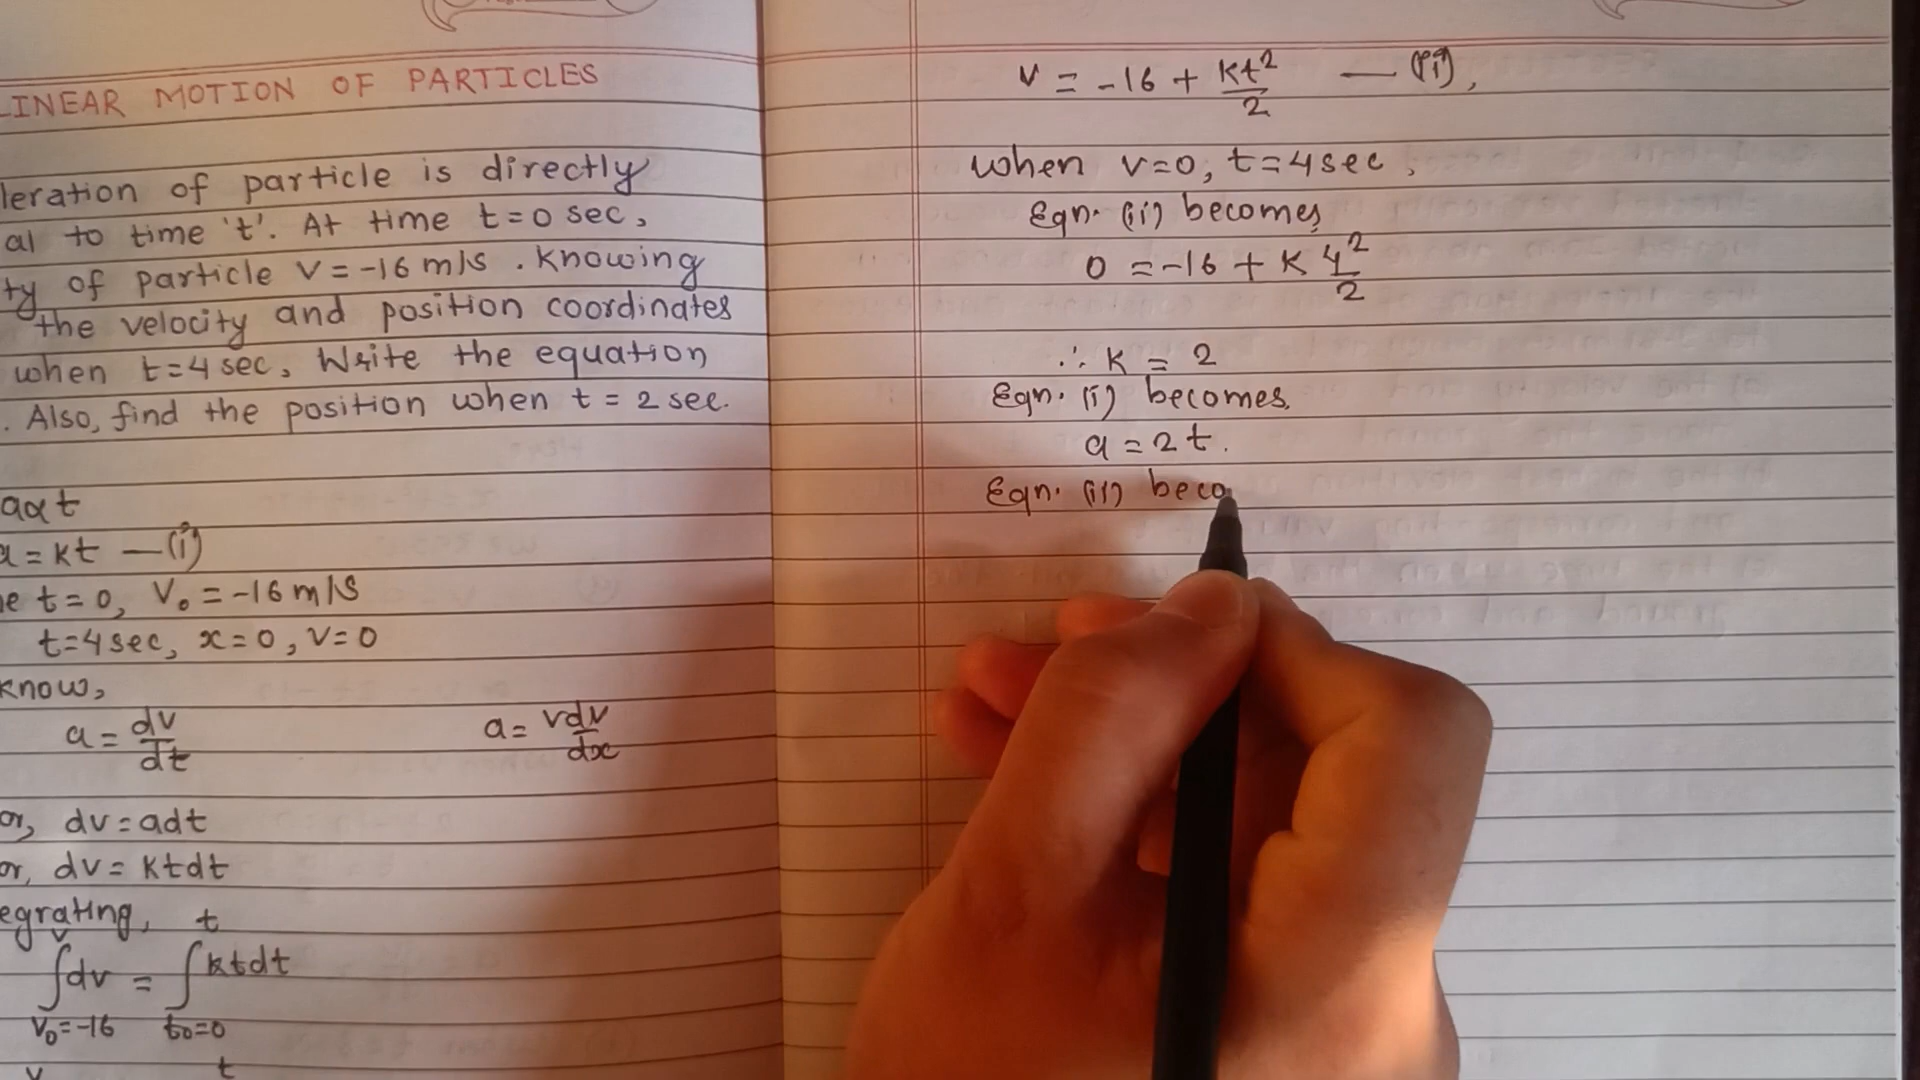 LINEAR MOTION OF PARTICLES
leration of particle is directly
al to time 't'. At time t=0 sec,
ty of particle v = -16 m/s . Knowing
the velocity and position coordinates
when t=4 sec, Write the equation
. Also, find the position when t = 2 sec.
a∝t
a = kt — (i)
e t = 0, V₀ = -16 m/s
t=4sec, x=0, v=0
know,
a = dv/dt a = vdv/dx
or, dv = adt
or, dv = ktdt
egrating,
∫dv = ∫ktdt
v t
V₀=-16 t₀=0
v t
v = -16 + kt²/2 — (ii),
when v=0, t=4sec,
Eqn. (ii) becomes,
0 = -16 + k 4²/2
∴ k = 2
Eqn. (i) becomes,
a = 2t.
Eqn. (ii) beco